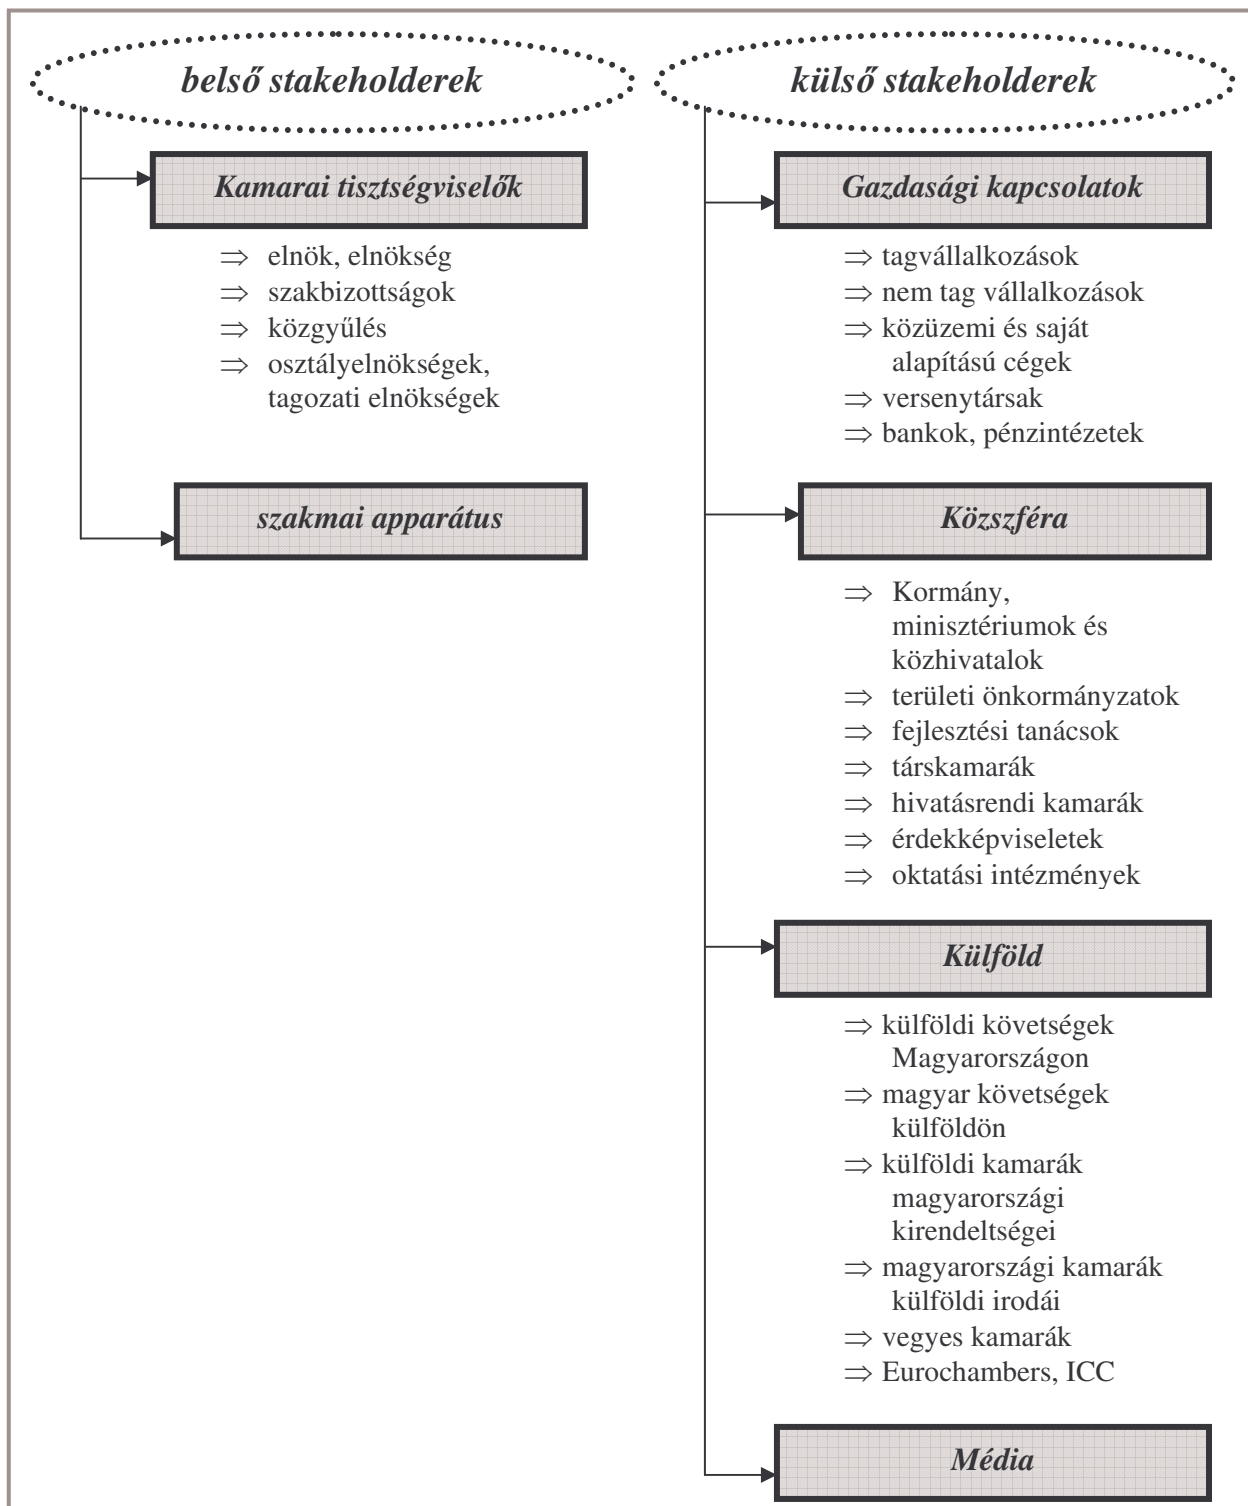 belső stakeholderek
Kamarai tisztségviselők
⇒ elnök, elnökség
⇒ szakbizottságok
⇒ közgyűlés
⇒ osztályelnökségek,
tagozati elnökségek
szakmai apparátus
külső stakeholderek
Gazdasági kapcsolatok
⇒ tagvállalkozások
⇒ nem tag vállalkozások
⇒ közüzemi és saját
alapítású cégek
⇒ versenytársak
⇒ bankok, pénzintézetek
Közszféra
⇒ Kormány,
minisztériumok és
közhivatalok
⇒ területi önkormányzatok
⇒ fejlesztési tanácsok
⇒ társkamarák
⇒ hivatásrendi kamarák
⇒ érdekképviseletek
⇒ oktatási intézmények
Külföld
⇒ külföldi követségek
Magyarországon
⇒ magyar követségek
külföldön
⇒ külföldi kamarák
magyarországi
kirendeltségei
⇒ magyarországi kamarák
külföldi irodái
⇒ vegyes kamarák
⇒ Eurochambers, ICC
Média